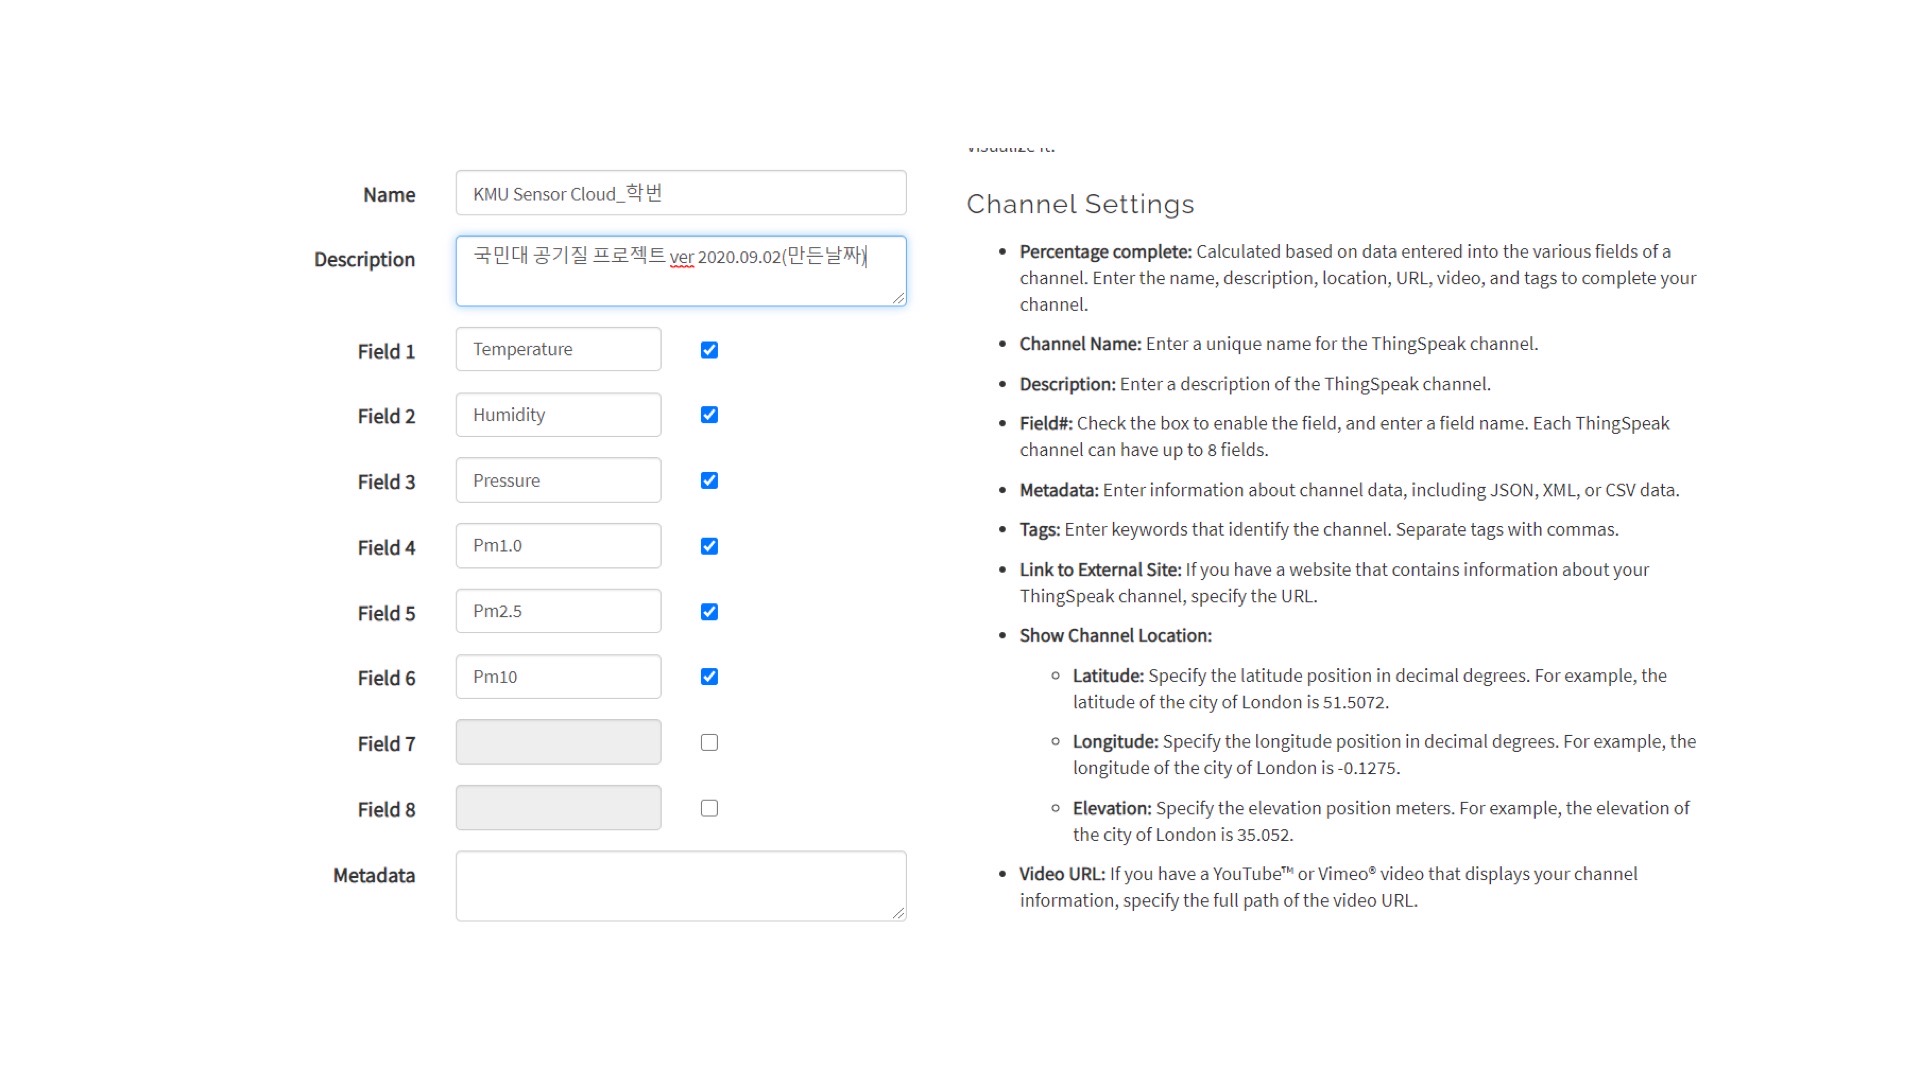 Name
KMU Sensor Cloud_학번
Description
국민대 공기질 프로젝트 ver 2020.09.02(만든날짜)
Field 1
Temperature
Field 2
Humidity
Field 3
Pressure
Field 4
Pm1.0
Field 5
Pm2.5
Field 6
Pm10
Field 7
Field 8
Metadata
visualize it.
Channel Settings
Percentage complete: Calculated based on data entered into the various fields of a
channel. Enter the name, description, location, URL, video, and tags to complete your
channel.
Channel Name: Enter a unique name for the ThingSpeak channel.
Description: Enter a description of the ThingSpeak channel.
Field#: Check the box to enable the field, and enter a field name. Each ThingSpeak
channel can have up to 8 fields.
Metadata: Enter information about channel data, including JSON, XML, or CSV data.
Tags: Enter keywords that identify the channel. Separate tags with commas.
Link to External Site: If you have a website that contains information about your
ThingSpeak channel, specify the URL.
Show Channel Location:
Latitude: Specify the latitude position in decimal degrees. For example, the
latitude of the city of London is 51.5072.
Longitude: Specify the longitude position in decimal degrees. For example, the
longitude of the city of London is -0.1275.
Elevation: Specify the elevation position meters. For example, the elevation of
the city of London is 35.052.
Video URL: If you have a YouTube™ or Vimeo® video that displays your channel
information, specify the full path of the video URL.